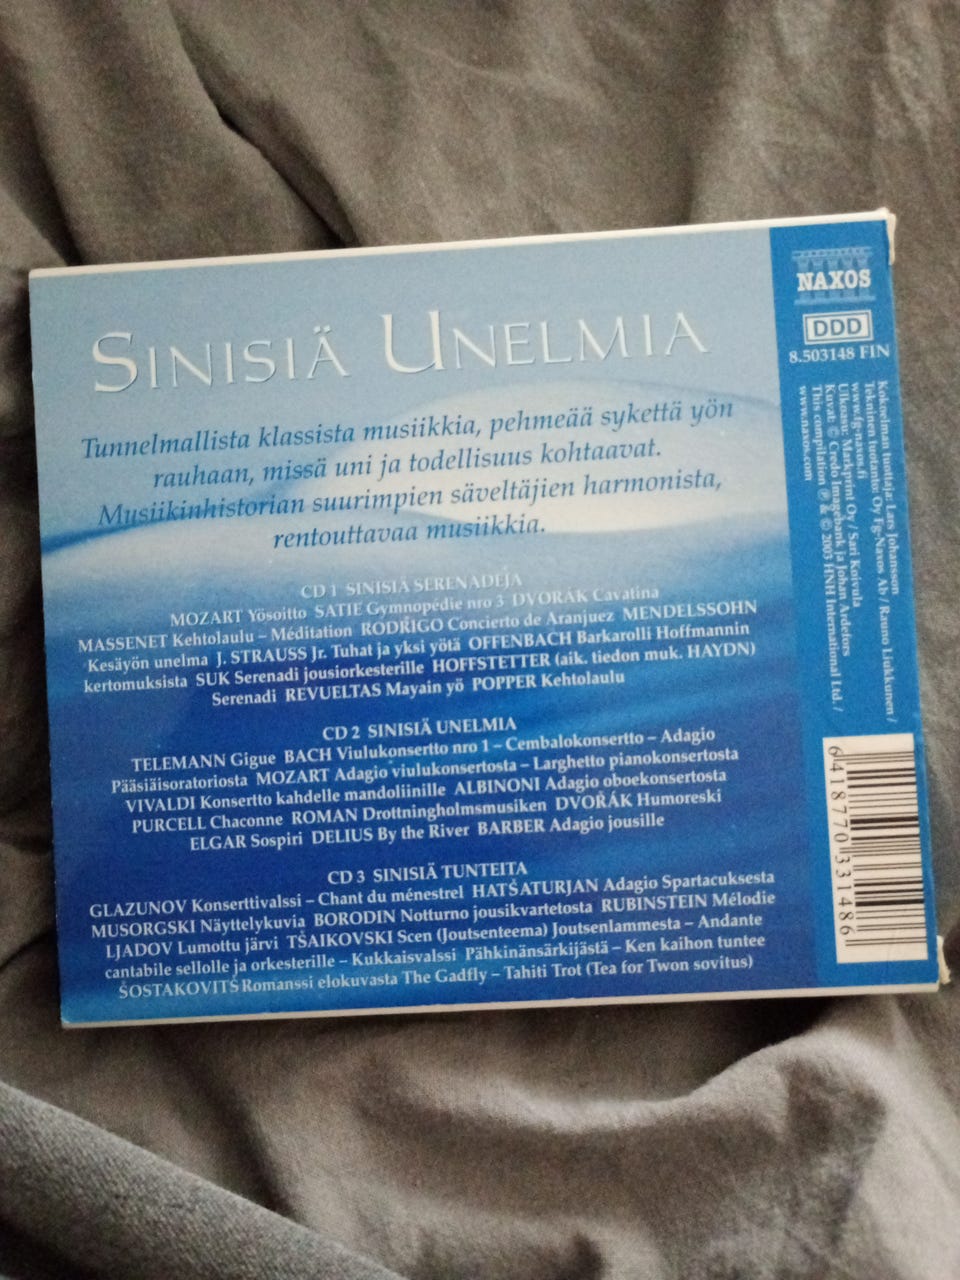 SINISIÄ UNELMIA
Tunnelmallista klassista musiikkia, pehmeää sykettä yön
rauhaan, missä uni ja todellisuus kohtaavat.
Musiikinhistorian suurimpien säveltäjien harmonista,
rentouttavaa musiikkia.
CD 1 SINISIÄ SERENADEJA
MOZART Yösoitto SATIE Gymnopédie nro 3 DVOŘÁK Cavatina
MASSENET Kehtolaulu – Méditation RODRIGO Concierto de Aranjuez MENDELSSOHN
Kesäyön unelma J. STRAUSS Jr. Tuhat ja yksi yötä OFFENBACH Barkarolli Hoffmannin
kertomuksista SUK Serenadi jousiorkesterille HOFFSTETTER (aik. tiedon muk. HAYDN)
Serenadi REVUELTAS Mayain yö POPPER Kehtolaulu
CD 2 SINISIÄ UNELMIA
TELEMANN Gigue BACH Viulukonsertto nro 1 – Cembalokonsertto – Adagio
Pääsiäisoratoriosta MOZART Adagio viulukonsertosta – Larghetto pianokonsertosta
VIVALDI Konsertto kahdelle mandoliinille ALBINONI Adagio oboekonsertosta
PURCELL Chaconne ROMAN Drottningholmsmusiken DVOŘÁK Humoreski
ELGAR Sospiri DELIUS By the River BARBER Adagio jousille
CD 3 SINISIÄ TUNTEITA
GLAZUNOV Konserttivalssi – Chant du ménestrel HATŠATURJAN Adagio Spartacuksesta
MUSORGSKI Näyttelykuvia BORODIN Notturno jousikvartetosta RUBINSTEIN Mélodie
LJADOV Lumottu järvi TŠAIKOVSKI Scen (Joutsenteema) Joutsenlammesta – Andante
cantabile sellolle ja orkesterille – Kukkaisvalssi Pähkinänsärkijästä – Ken kaihon tuntee
ŠOSTAKOVITŠ Romanssi elokuvasta The Gadfly – Tahiti Trot (Tea for Twon sovitus)
NAXOS
DDD
8.503148 FIN
Kokoelman tuottaja: Lars Johansson
Tekninen tuotanto: Oy Fg-Naxos Ab / Rauno Liukkunen /
www.fg-naxos.fi
Ulkoasu: Markprint Oy / Sari Koivula
Kuvat: © Credo Imagebank ja Johan Ardefors
This compilation ℗ & © 2003 HNH International Ltd. /
www.naxos.com
6 418770 331486